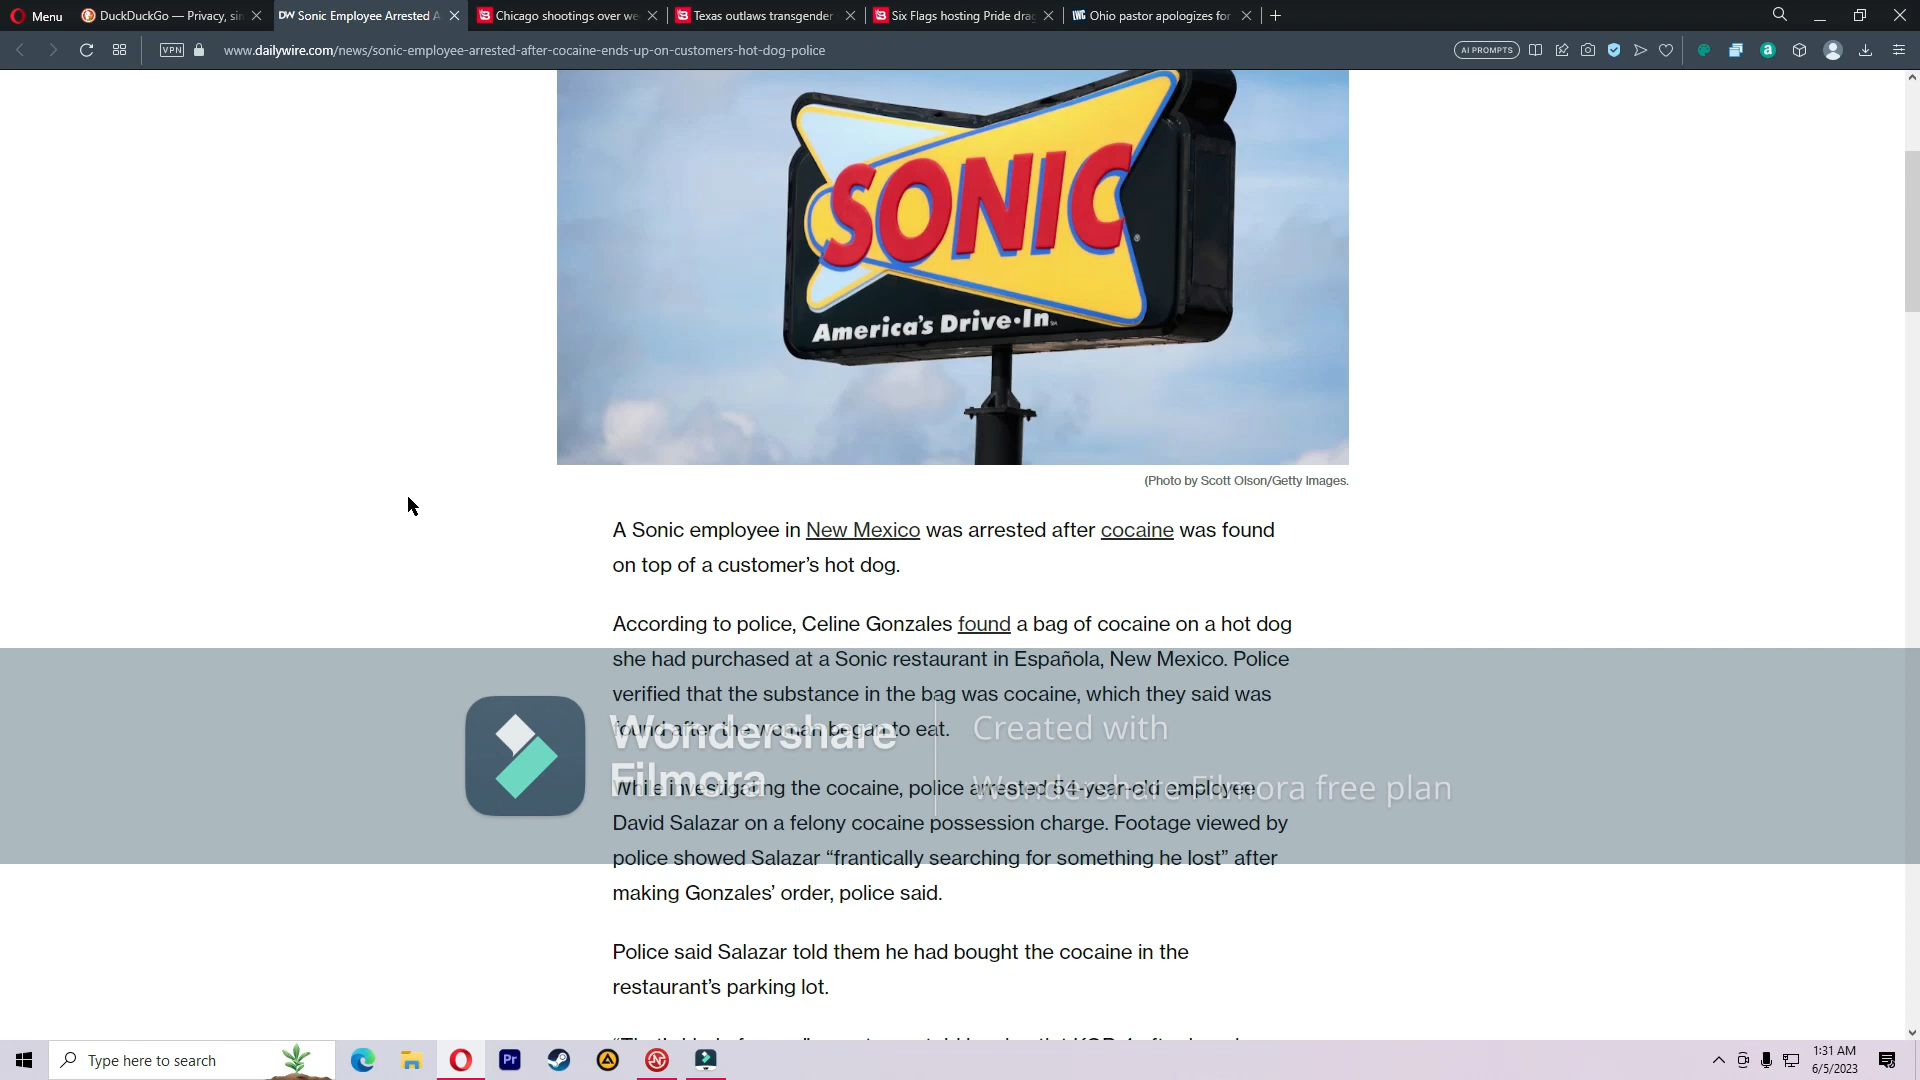 Menu
DuckDuckGo — Privacy, sin
DW Sonic Employee Arrested A
Chicago shootings over we
Texas outlaws transgender
Six Flags hosting Pride drag
Ohio pastor apologizes for
VPN
www.dailywire.com/news/sonic-employee-arrested-after-cocaine-ends-up-on-customers-hot-dog-police
AI PROMPTS
SONIC
America's Drive-In
(Photo by Scott Olson/Getty Images.
A Sonic employee in New Mexico was arrested after cocaine was found
on top of a customer’s hot dog.
According to police, Celine Gonzales found a bag of cocaine on a hot dog
she had purchased at a Sonic restaurant in Española, New Mexico. Police
verified that the substance in the bag was cocaine, which they said was
found after the woman began to eat.
While investigating the cocaine, police arrested 54-year-old employee
David Salazar on a felony cocaine possession charge. Footage viewed by
police showed Salazar “frantically searching for something he lost” after
making Gonzales’ order, police said.
Police said Salazar told them he had bought the cocaine in the
restaurant’s parking lot.
Wondershare
Filmora
Created with
Wondershare Filmora free plan
Type here to search
Pr
1:31 AM
6/5/2023